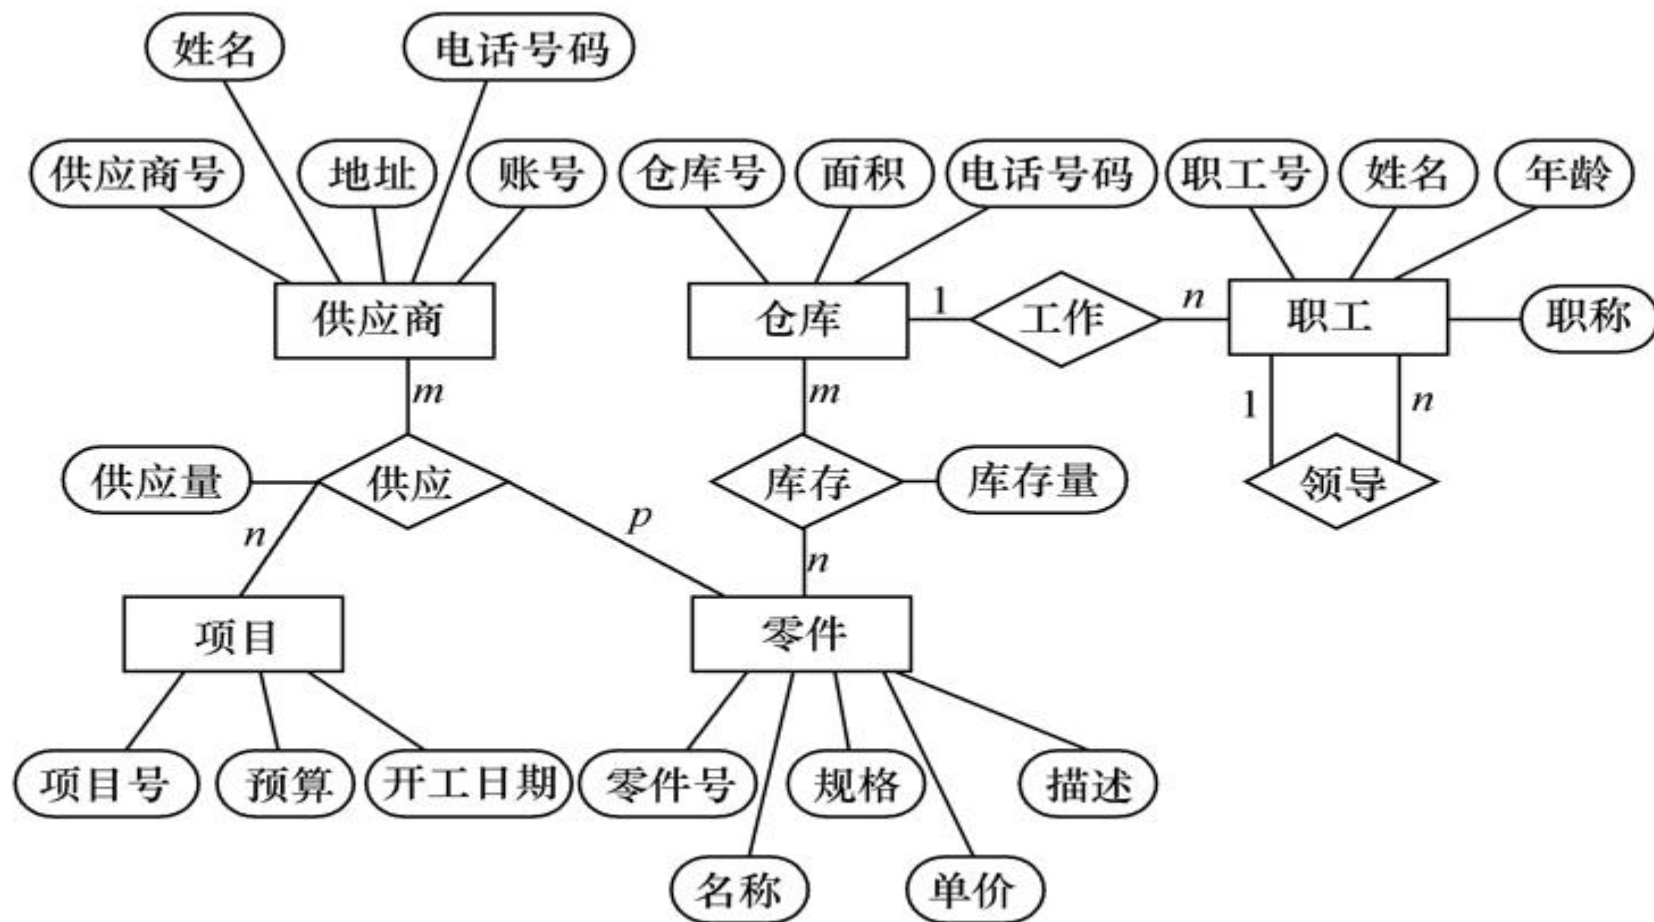 姓名 电话号码
供应商号 地址 账号 仓库号 面积 电话号码 职工号 姓名 年龄
供应商 仓库 1 工作 n 职工 职称
m m 1 n
供应量 供应 库存 库存量 领导
n p n
项目 零件
项目号 预算 开工日期 零件号 规格 描述
名称 单价